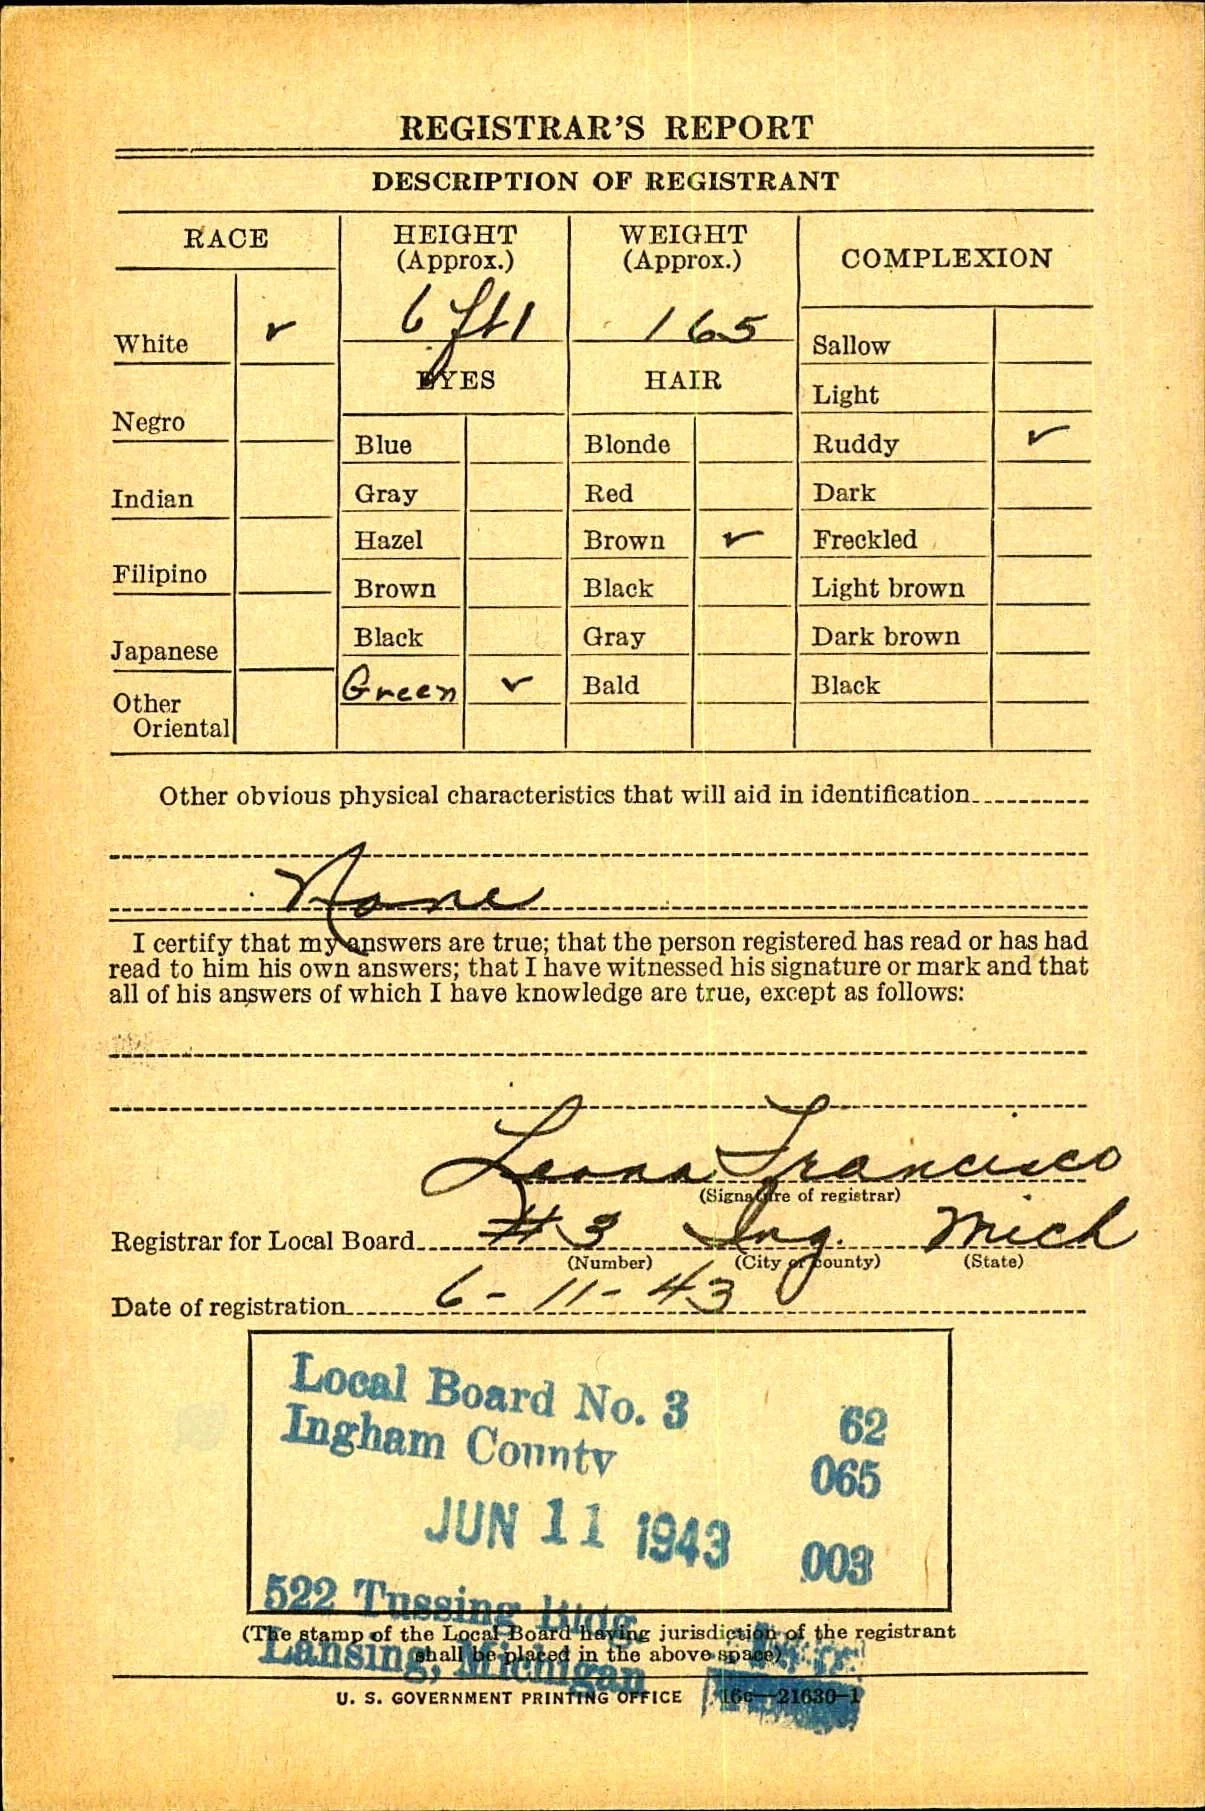 REGISTRAR'S REPORT
DESCRIPTION OF REGISTRANT
RACE
HEIGHT
(Approx.)
WEIGHT
(Approx.)
COMPLEXION
6 ft 1
165
White ✓
Sallow
EYES
HAIR
Light
Negro
Blue
Blonde
Ruddy ✓
Indian
Gray
Red
Dark
Hazel
Brown ✓
Freckled
Filipino
Brown
Black
Light brown
Japanese
Black
Gray
Dark brown
Other
Oriental
Green ✓
Bald
Black
Other obvious physical characteristics that will aid in identification
None
I certify that my answers are true; that the person registered has read or has had
read to him his own answers; that I have witnessed his signature or mark and that
all of his answers of which I have knowledge are true, except as follows:
Leona Francisco
(Signature of registrar)
Registrar for Local Board #3 Ing. Mich
(Number) (City or county) (State)
Date of registration 6-11-43
Local Board No. 3 62
Ingham County 065
JUN 11 1943 003
522 Tussing Bldg.
(The stamp of the Local Board having jurisdiction of the registrant
shall be placed in the above space)
Lansing, Michigan
U. S. GOVERNMENT PRINTING OFFICE 16c—21630-1